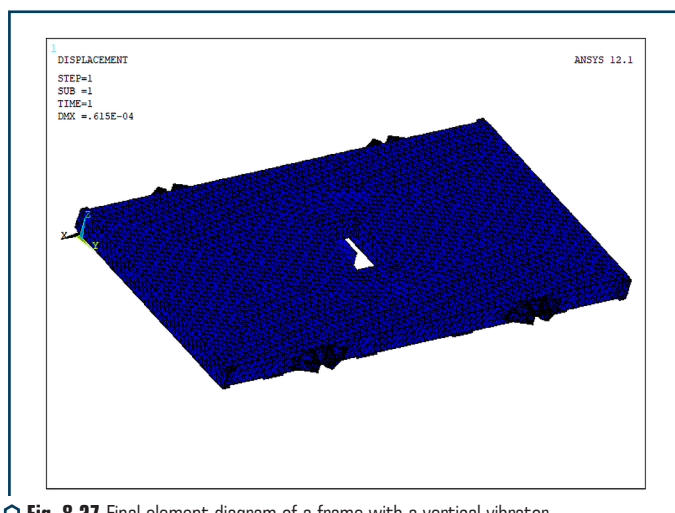 1
DISPLACEMENT
ANSYS 12.1
STEP=1
SUB =1
TIME=1
DMX =.615E-04
Z
X
Y
Fig. 8.27 Final element diagram of a frame with a vertical vibrator